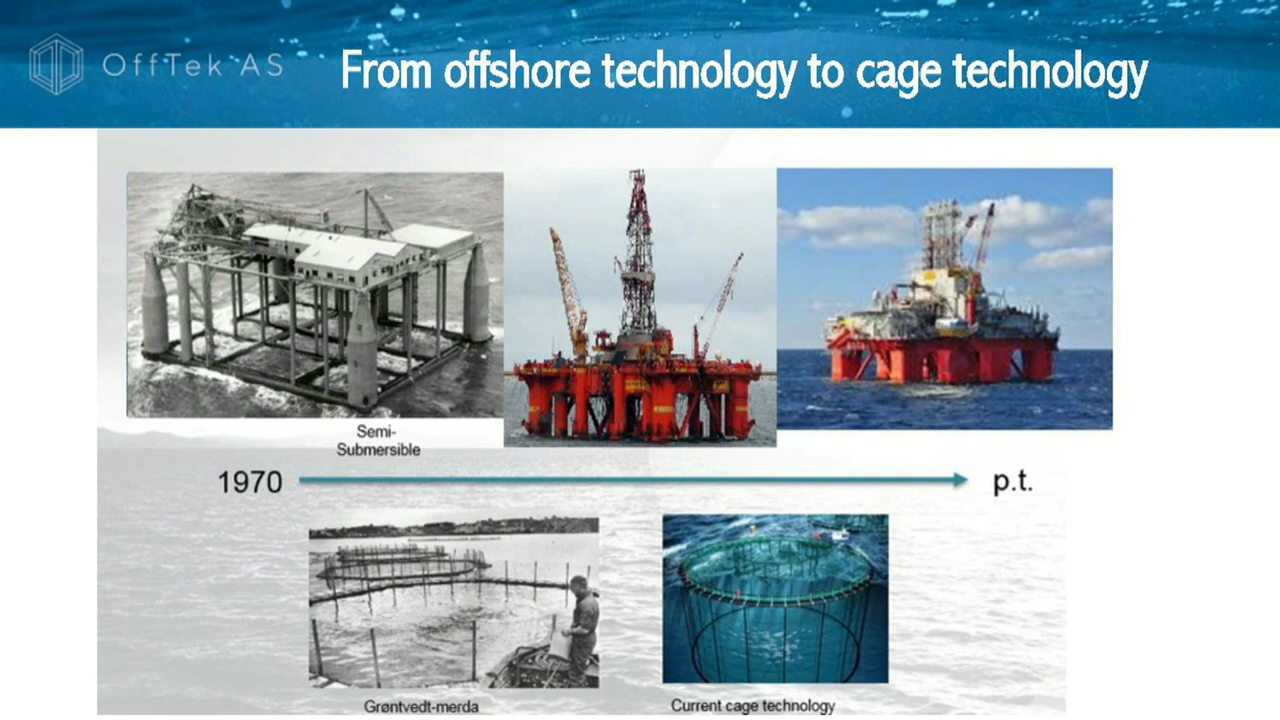 OffTek AS
From offshore technology to cage technology
Semi-
Submersible
1970
p.t.
Grøntvedt-merda
Current cage technology